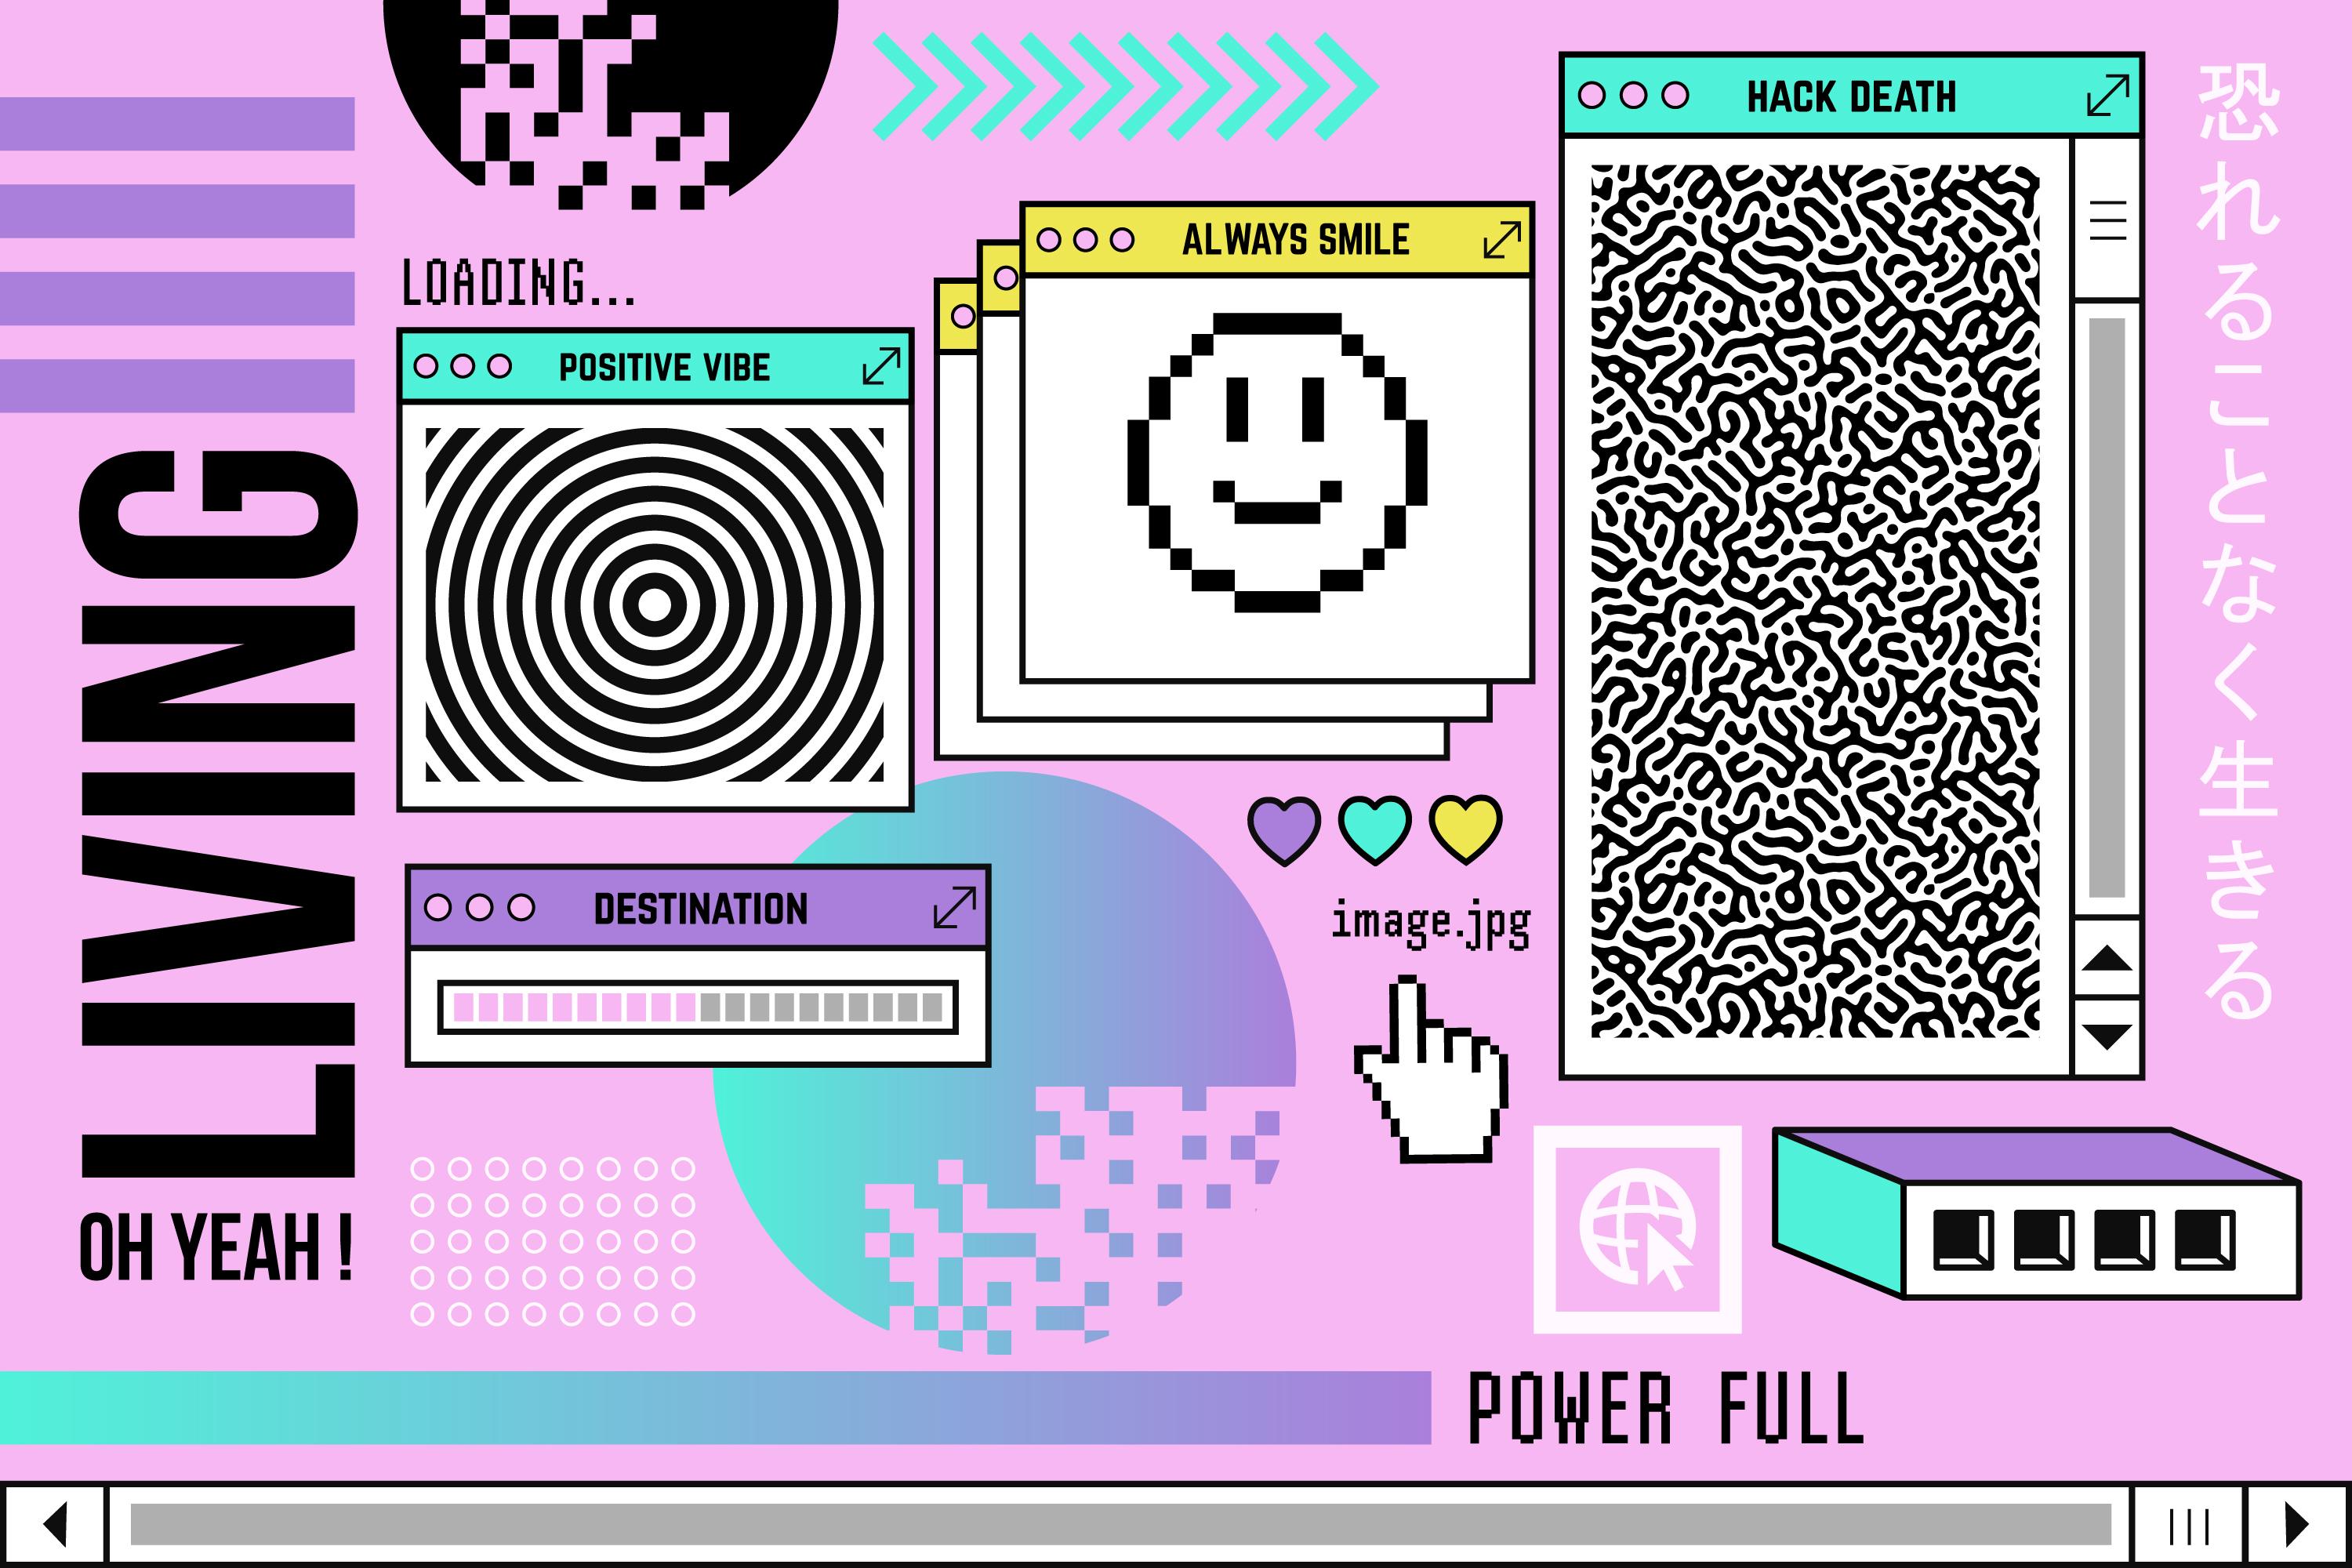 HACK DEATH
恐れることなく生きる
ALWAYS SMILE
LOADING...
POSITIVE VIBE
LIVING
DESTINATION
image.jpg
OH YEAH !
POWER FULL